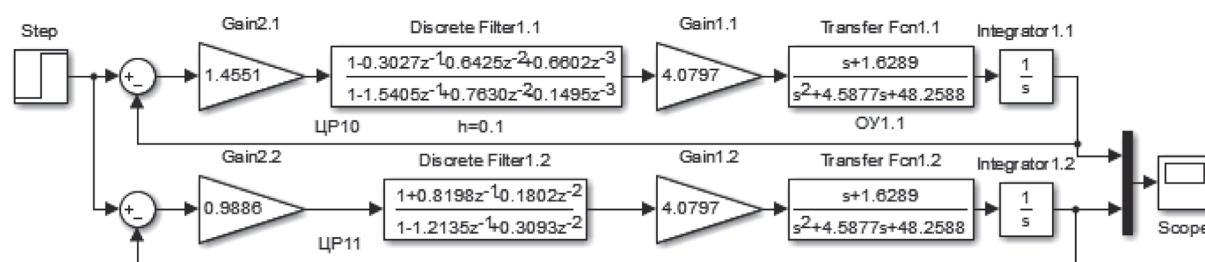 Step
Gain2.1
Discrete Filter1.1
Gain1.1
Transfer Fcn1.1
Integrator1.1
1.4551
1-0.3027z-1-0.6425z-2+0.6602z-3
1-1.5405z-1+0.7630z-2-0.1495z-3
4.0797
s+1.6289
s2+4.5877s+48.2588
1
s
ЦР10
h=0.1
ОУ1.1
Gain2.2
Discrete Filter1.2
Gain1.2
Transfer Fcn1.2
Integrator1.2
0.9886
1+0.8198z-1-0.1802z-2
1-1.2135z-1+0.3093z-2
4.0797
s+1.6289
s2+4.5877s+48.2588
1
s
ЦР11
Scope